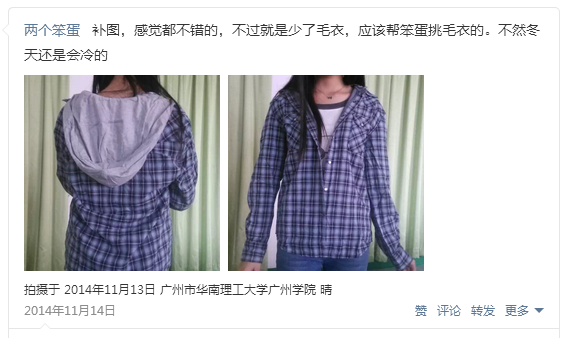 两个笨蛋 补图，感觉都不错的，不过就是少了毛衣，应该帮笨蛋挑毛衣的。不然冬
天还是会冷的
拍摄于 2014年11月13日 广州市华南理工大学广州学院 晴
2014年11月14日 赞 评论 转发 更多